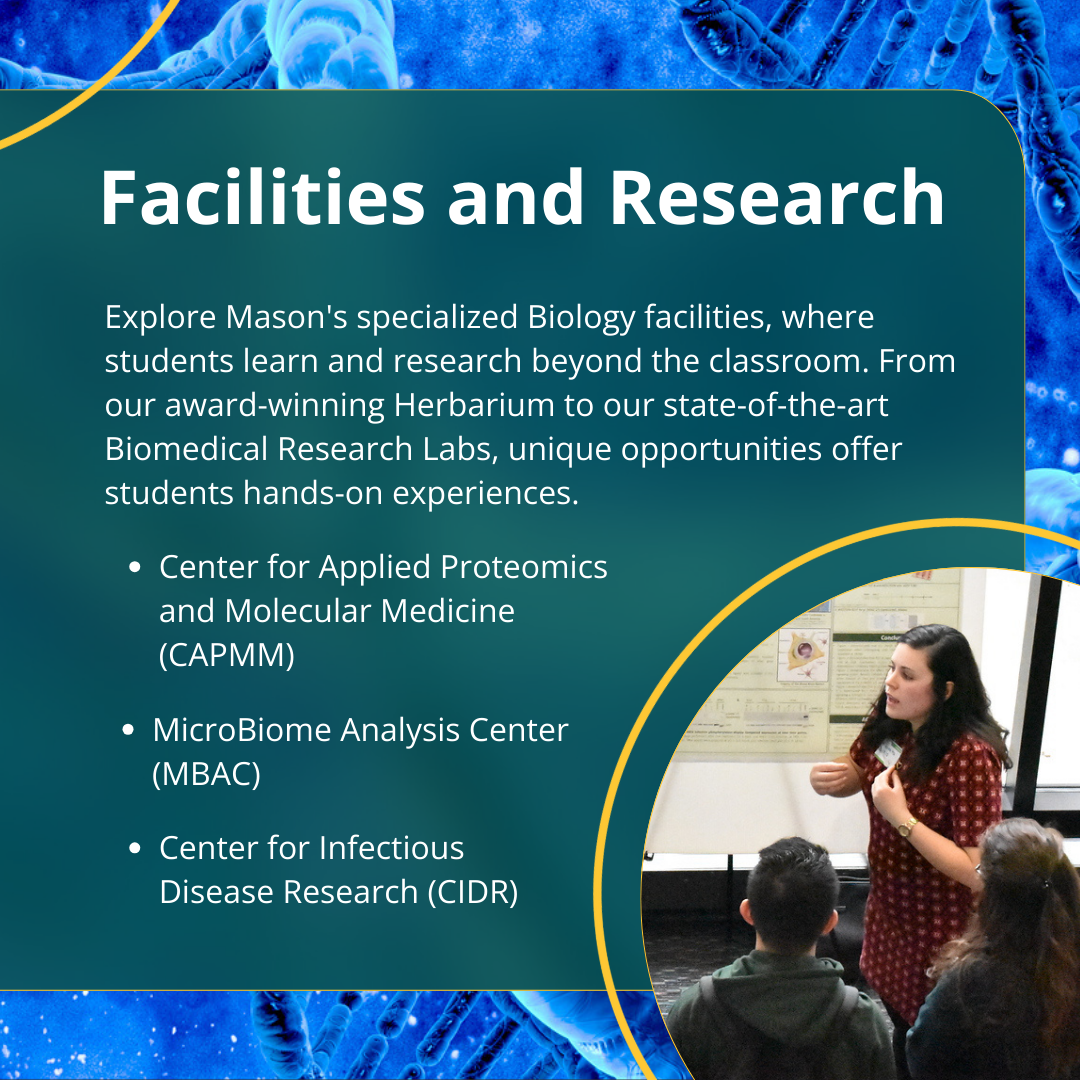 Facilities and Research
Explore Mason's specialized Biology facilities, where
students learn and research beyond the classroom. From
our award-winning Herbarium to our state-of-the-art
Biomedical Research Labs, unique opportunities offer
students hands-on experiences.
• Center for Applied Proteomics
and Molecular Medicine
(CAPMM)
• MicroBiome Analysis Center
(MBAC)
• Center for Infectious
Disease Research (CIDR)